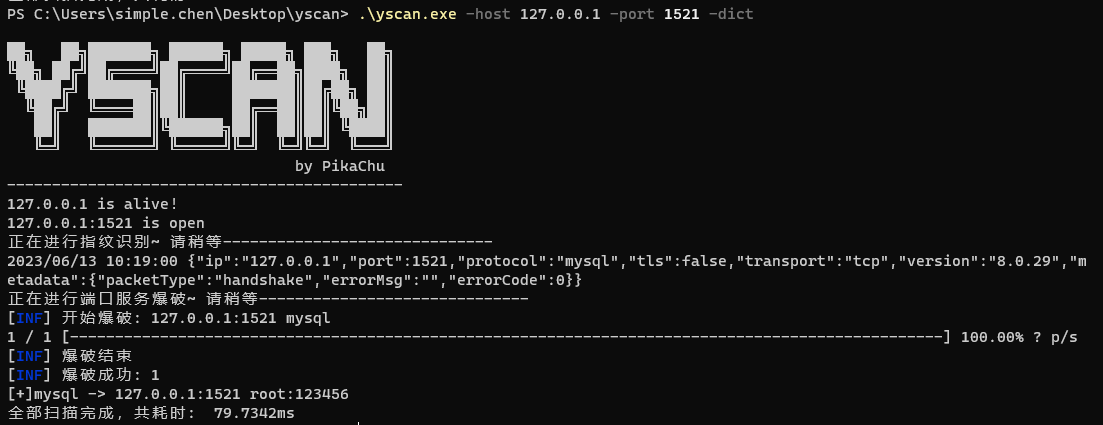 PS C:\Users\simple.chen\Desktop\yscan> .\yscan.exe -host 127.0.0.1 -port 1521 -dict
YSCAN
by PikaChu
--------------------------------------------
127.0.0.1 is alive!
127.0.0.1:1521 is open
正在进行指纹识别~ 请稍等------------------------------
2023/06/13 10:19:00 {"ip":"127.0.0.1","port":1521,"protocol":"mysql","tls":false,"transport":"tcp","version":"8.0.29","m
etadata":{"packetType":"handshake","errorMsg":"","errorCode":0}}
正在进行端口服务爆破~ 请稍等------------------------------
[INF] 开始爆破: 127.0.0.1:1521 mysql
1 / 1 [-------------------------------------------------------------------------------------------------] 100.00% ? p/s
[INF] 爆破结束
[INF] 爆破成功: 1
[+]mysql -> 127.0.0.1:1521 root:123456
全部扫描完成，共耗时： 79.7342ms